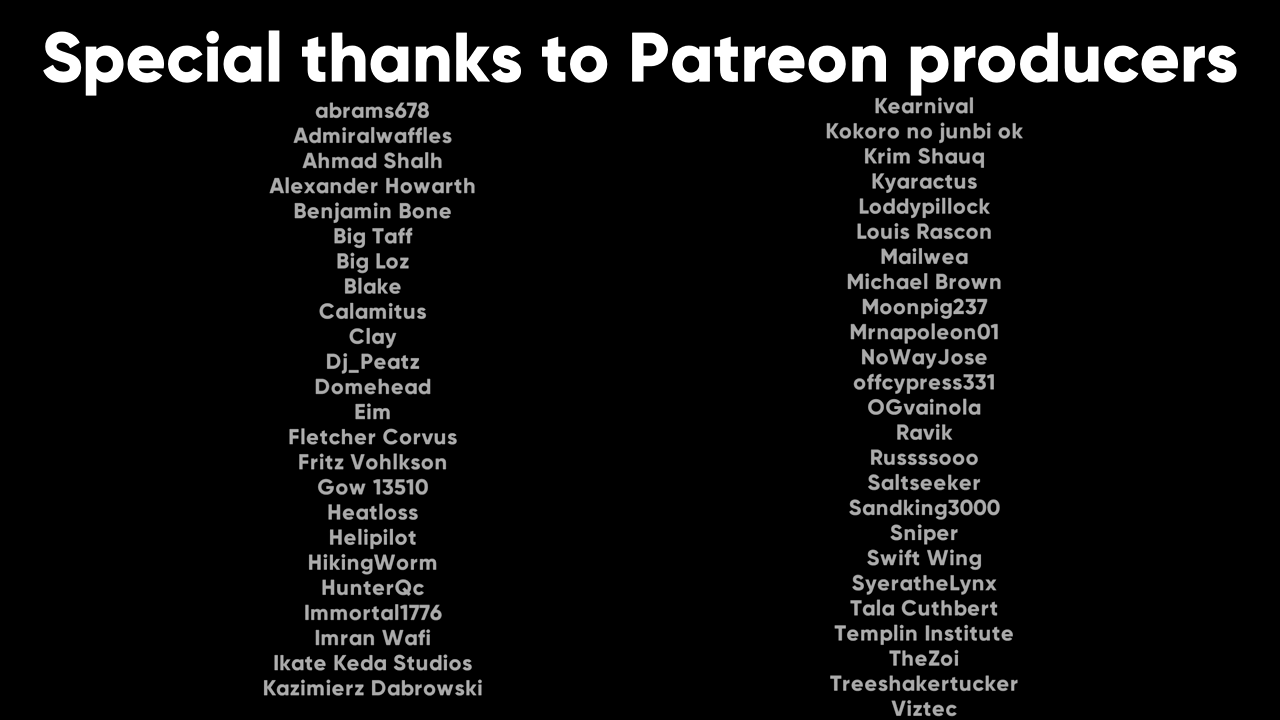 Special thanks to Patreon producers
abrams678
Admiralwaffles
Ahmad Shalh
Alexander Howarth
Benjamin Bone
Big Taff
Big Loz
Blake
Calamitus
Clay
Dj_Peatz
Domehead
Eim
Fletcher Corvus
Fritz Vohlkson
Gow 13510
Heatloss
Helipilot
HikingWorm
HunterQc
Immortal1776
Imran Wafi
Ikate Keda Studios
Kazimierz Dabrowski
Kearnival
Kokoro no junbi ok
Krim Shauq
Kyaractus
Loddypillock
Louis Rascon
Mailwea
Michael Brown
Moonpig237
Mrnapoleon01
NoWayJose
offcypress331
OGvainola
Ravik
Russssooo
Saltseeker
Sandking3000
Sniper
Swift Wing
SyeratheLynx
Tala Cuthbert
Templin Institute
TheZoi
Treeshakertucker
Viztec